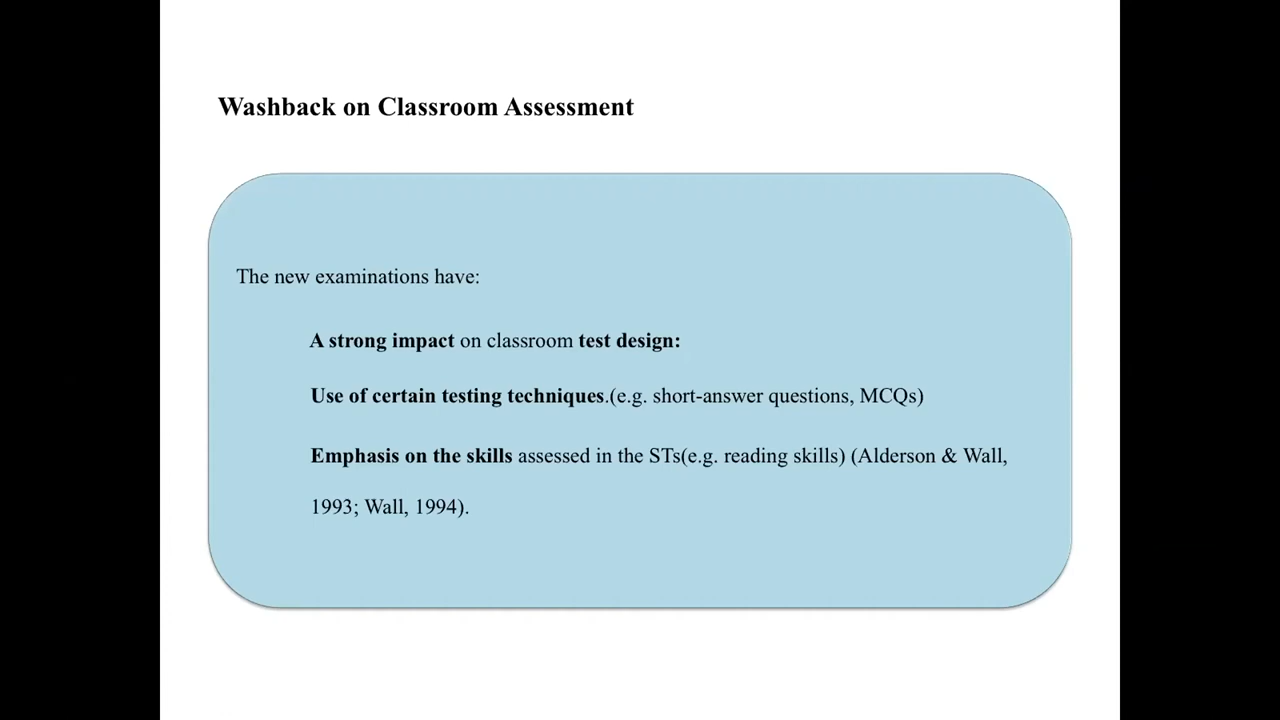 Washback on Classroom Assessment
The new examinations have:
A strong impact on classroom test design:
Use of certain testing techniques.(e.g. short-answer questions, MCQs)
Emphasis on the skills assessed in the STs(e.g. reading skills) (Alderson & Wall,
1993; Wall, 1994).